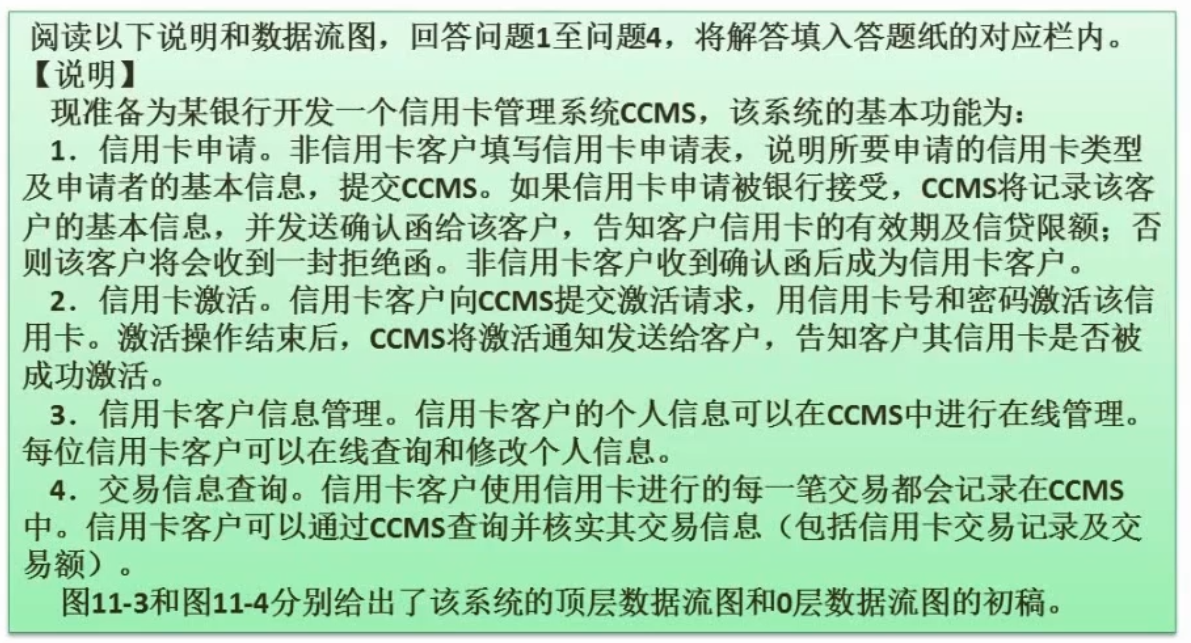 阅读以下说明和数据流图，回答问题1至问题4，将解答填入答题纸的对应栏内。
【说明】
现准备为某银行开发一个信用卡管理系统CCMS，该系统的基本功能为：
1．信用卡申请。非信用卡客户填写信用卡申请表，说明所要申请的信用卡类型
及申请者的基本信息，提交CCMS。如果信用卡申请被银行接受，CCMS将记录该客
户的基本信息，并发送确认函给该客户，告知客户信用卡的有效期及信贷限额；否
则该客户将会收到一封拒绝函。非信用卡客户收到确认函后成为信用卡客户。
2．信用卡激活。信用卡客户向CCMS提交激活请求，用信用卡号和密码激活该信
用卡。激活操作结束后，CCMS将激活通知发送给客户，告知客户其信用卡是否被
成功激活。
3．信用卡客户信息管理。信用卡客户的个人信息可以在CCMS中进行在线管理。
每位信用卡客户可以在线查询和修改个人信息。
4．交易信息查询。信用卡客户使用信用卡进行的每一笔交易都会记录在CCMS
中。信用卡客户可以通过CCMS查询并核实其交易信息（包括信用卡交易记录及交
易额）。
图11-3和图11-4分别给出了该系统的顶层数据流图和0层数据流图的初稿。